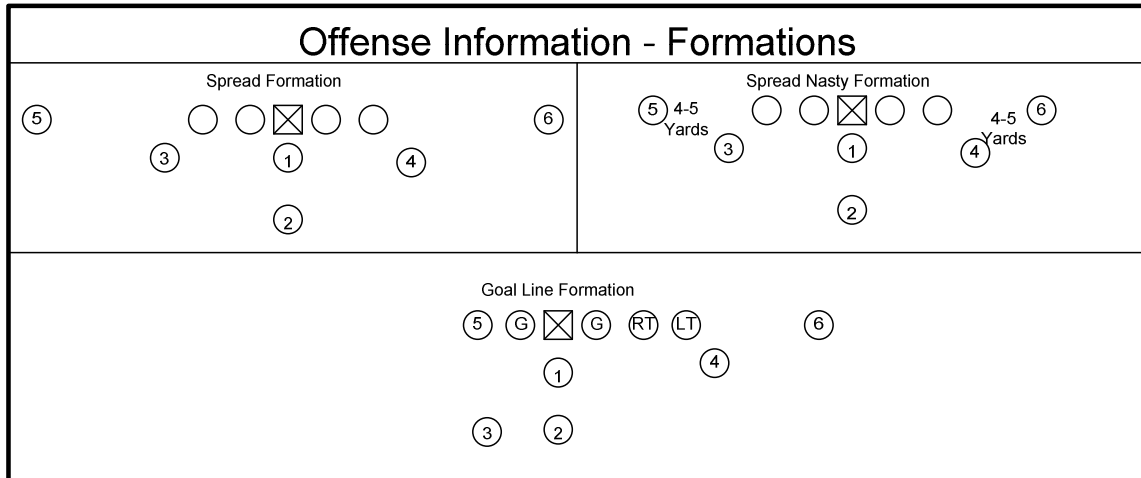 Offense Information - Formations
Spread Formation
5
6
3
1
4
2
Spread Nasty Formation
5
4-5
Yards
6
4-5
Yards
3
1
4
2
Goal Line Formation
5 G G RT LT 6
4
1
3 2